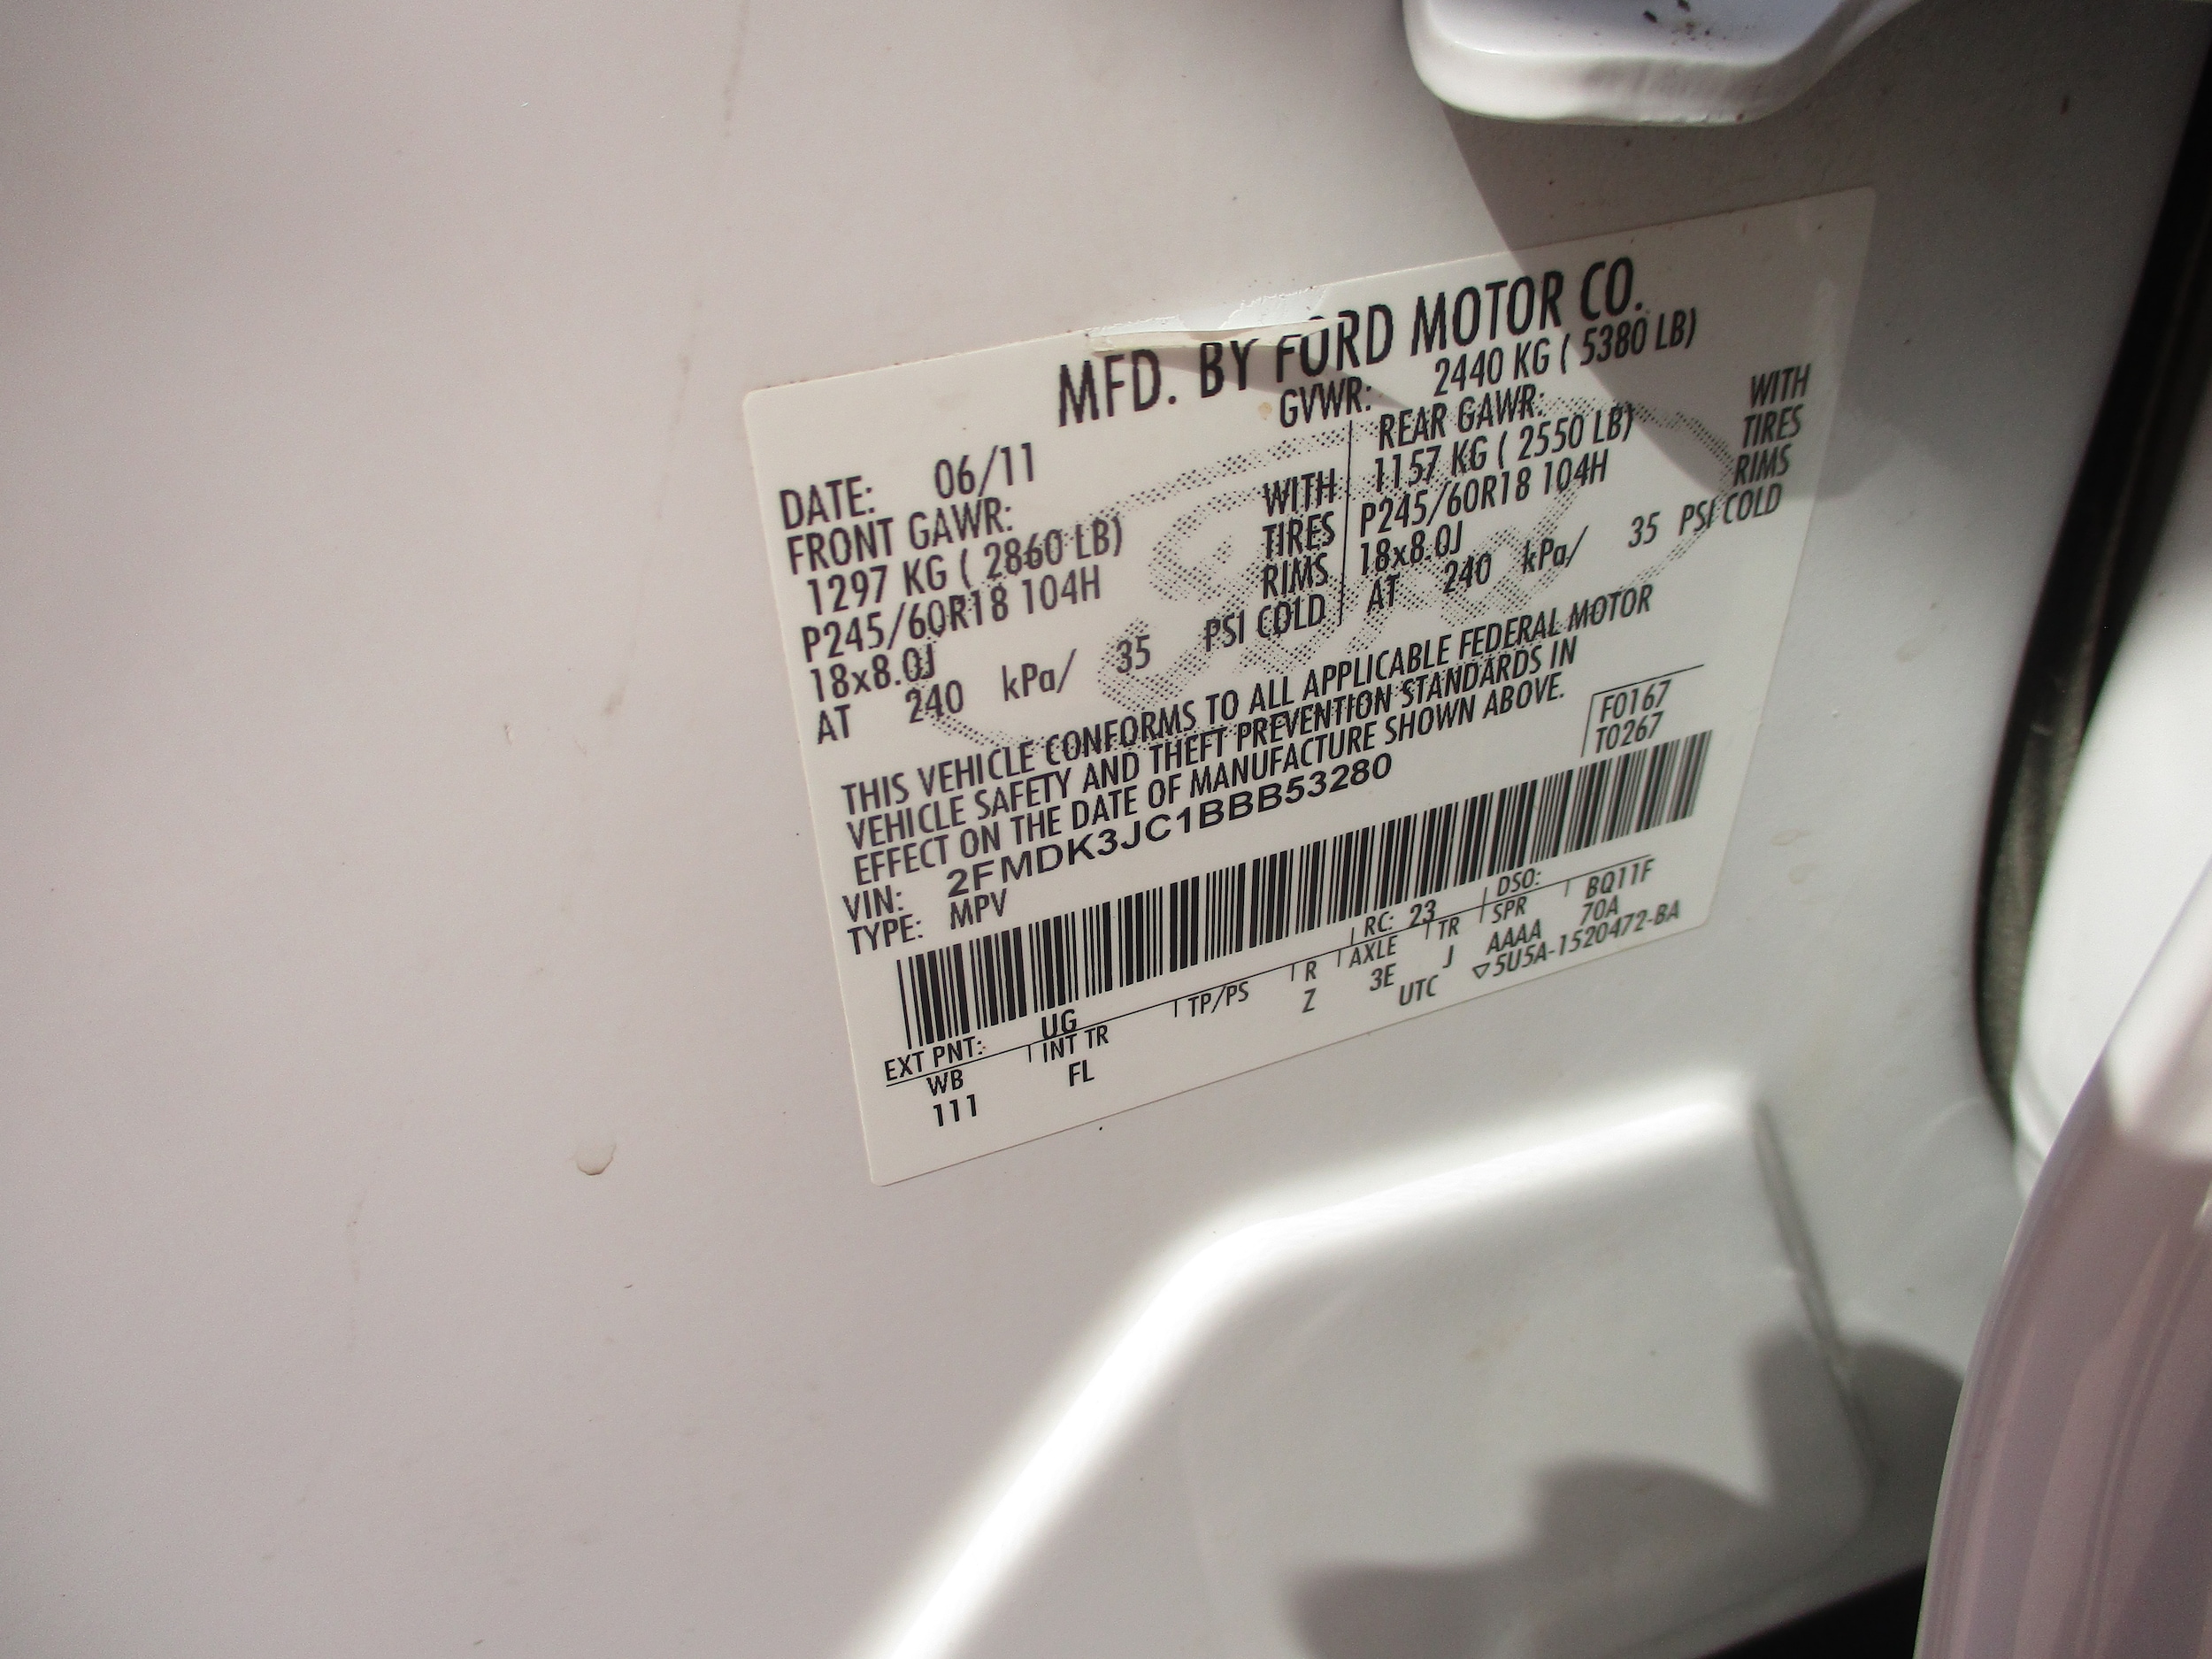 MFD. BY FORD MOTOR CO.
DATE: 06/11 GVWR: 2440 KG ( 5380 LB)
FRONT GAWR: REAR GAWR:
1297 KG ( 2860 LB) WITH 1157 KG ( 2550 LB) WITH
P245/60R18 104H TIRES P245/60R18 104H TIRES
18x8.0J RIMS 18x8.0J RIMS
AT 240 kPa/ 35 PSI COLD AT 240 kPa/ 35 PSI COLD
THIS VEHICLE CONFORMS TO ALL APPLICABLE FEDERAL MOTOR
VEHICLE SAFETY AND THEFT PREVENTION STANDARDS IN
EFFECT ON THE DATE OF MANUFACTURE SHOWN ABOVE.
VIN: 2FMDK3JC1BBB53280 F0167
TYPE: MPV T0267
EXT PNT: UG RC: 23 DSO:
WB INT TR TP/PS R AXLE TR SPR BQ11F
111 FL Z 3E J AAAA 70A
UTC ▽5U5A-1520472-BA